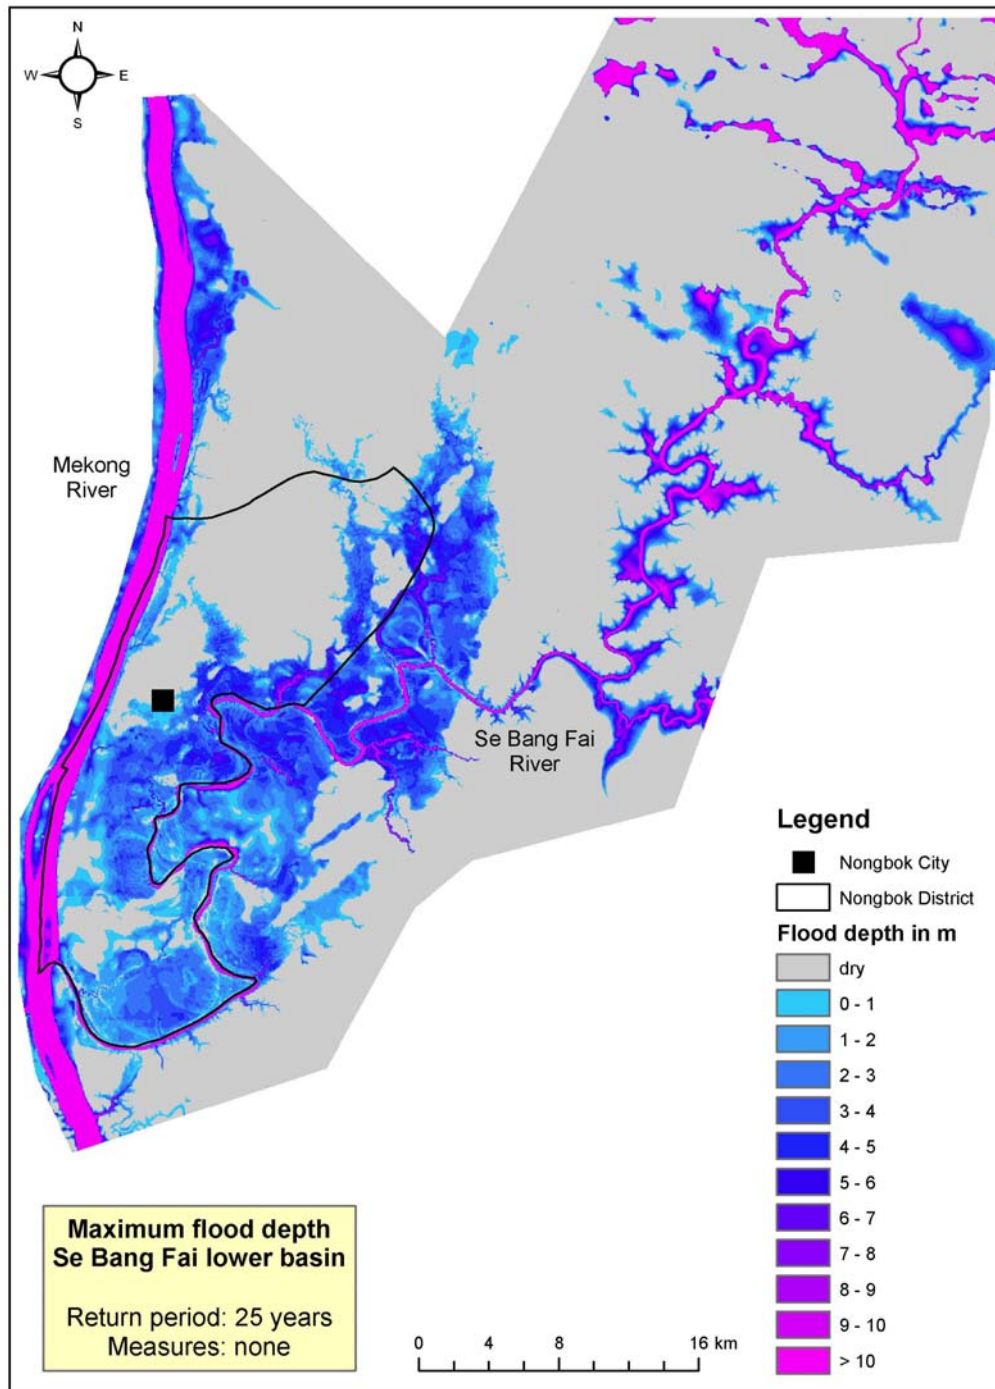 N
W E
S
Mekong
River
Se Bang Fai
River
Legend
Nongbok City
Nongbok District
Flood depth in m
dry
0 - 1
1 - 2
2 - 3
3 - 4
4 - 5
5 - 6
6 - 7
7 - 8
8 - 9
9 - 10
> 10
Maximum flood depth
Se Bang Fai lower basin
Return period: 25 years
Measures: none
0 4 8 16 km